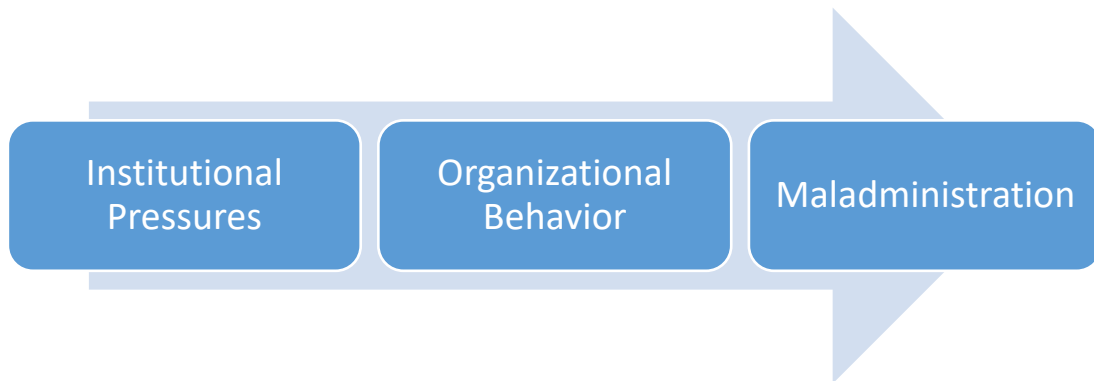 Institutional
Pressures
Organizational
Behavior
Maladministration